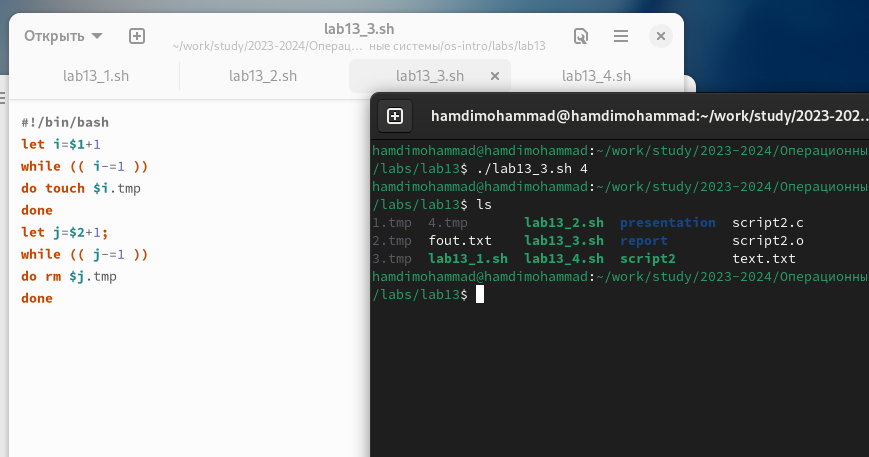 Открыть
lab13_3.sh
~/work/study/2023-2024/Операц… ные системы/os-intro/labs/lab13
lab13_1.sh lab13_2.sh lab13_3.sh × lab13_4.sh
#!/bin/bash
let i=$1+1
while (( i-=1 ))
do touch $i.tmp
done
let j=$2+1;
while (( j-=1 ))
do rm $j.tmp
done
hamdimohammad@hamdimohammad:~/work/study/2023-202…
hamdimohammad@hamdimohammad:~/work/study/2023-2024/Операционны
/labs/lab13$ ./lab13_3.sh 4
hamdimohammad@hamdimohammad:~/work/study/2023-2024/Операционны
/labs/lab13$ ls
1.tmp 4.tmp lab13_2.sh presentation script2.c
2.tmp fout.txt lab13_3.sh report script2.o
3.tmp lab13_1.sh lab13_4.sh script2 text.txt
hamdimohammad@hamdimohammad:~/work/study/2023-2024/Операционны
/labs/lab13$